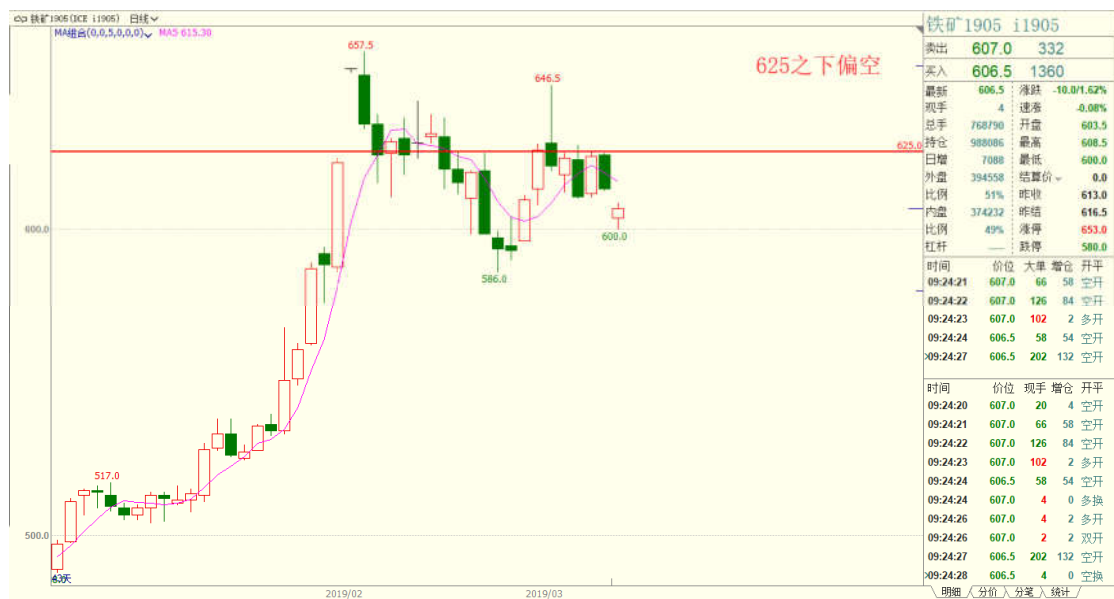 铁矿1905(ICE i1905) 日线
MA组合(0,0,5,0,0,0) MA5 615.30
657.5
646.5
625之下偏空
625.0
600.0
600.0
586.0
517.0
500.0
43天
2019/02
2019/03
铁矿1905 i1905
卖出 607.0 332
买入 606.5 1360
最新 606.5 涨跌 -10.0/1.62%
现手 4 速涨 -0.08%
总手 768790 开盘 603.5
持仓 988086 最高 608.5
日增 7088 最低 600.0
外盘 394558 结算价 0.0
比例 51% 昨收 613.0
内盘 374232 昨结 616.5
比例 49% 涨停 653.0
杠杆 —— 跌停 580.0
时间 价位 大单 增仓 开平
09:24:21 607.0 66 58 空开
09:24:22 607.0 126 84 空开
09:24:23 607.0 102 2 多开
09:24:24 606.5 58 54 空开
>09:24:27 606.5 202 132 空开
时间 价位 现手 增仓 开平
09:24:20 607.0 20 4 空开
09:24:21 607.0 66 58 空开
09:24:22 607.0 126 84 空开
09:24:23 607.0 102 2 多开
09:24:24 606.5 58 54 空开
09:24:24 607.0 4 0 多换
09:24:26 607.0 4 2 多开
09:24:26 607.0 2 2 双开
09:24:27 606.5 202 132 空开
>09:24:28 606.5 4 0 空换
明细 分价 分笔 统计